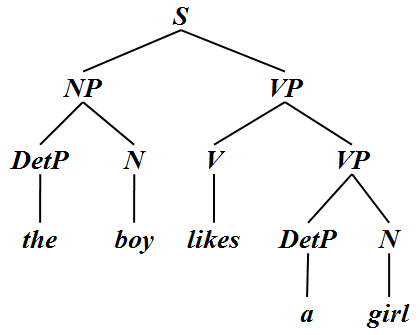 S
NP VP
DetP N V VP
the boy likes DetP N
a girl